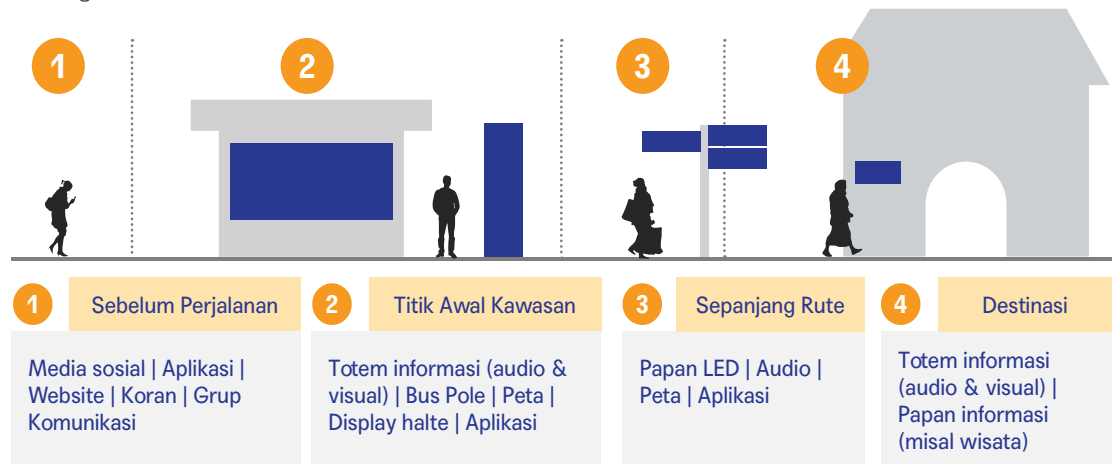 1
2
3
4
1 Sebelum Perjalanan
Media sosial | Aplikasi |
Website | Koran | Grup
Komunikasi
2 Titik Awal Kawasan
Totem informasi (audio &
visual) | Bus Pole | Peta |
Display halte | Aplikasi
3 Sepanjang Rute
Papan LED | Audio |
Peta | Aplikasi
4 Destinasi
Totem informasi
(audio & visual) |
Papan informasi
(misal wisata)